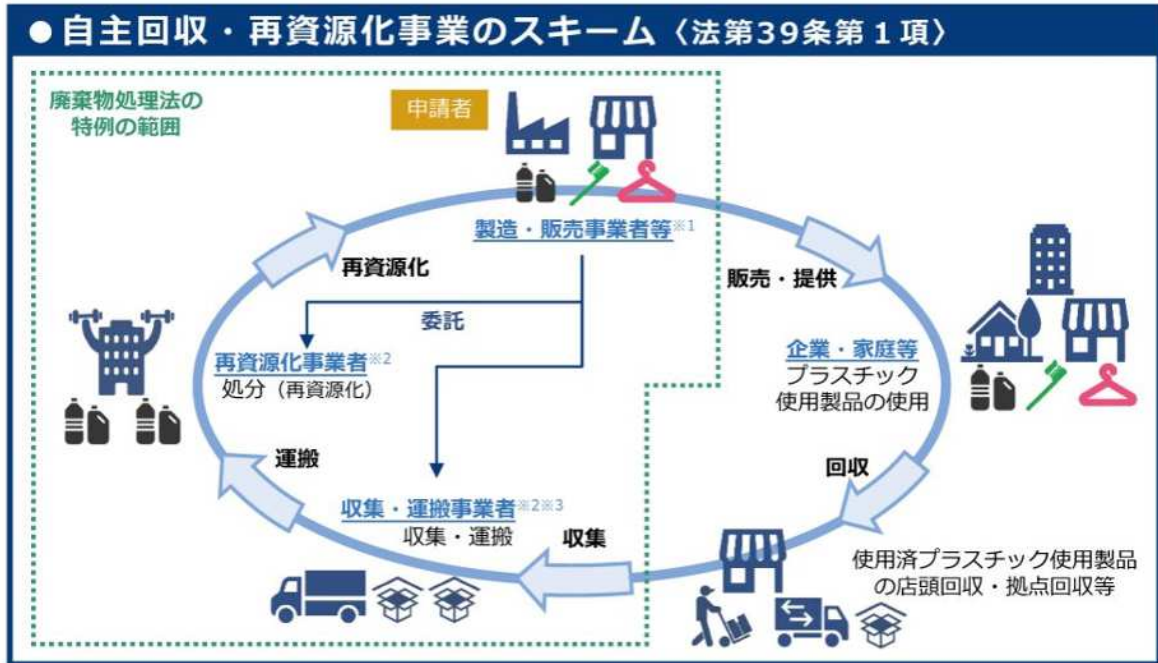 ●自主回収・再資源化事業のスキーム〈法第39条第１項〉
廃棄物処理法の
特例の範囲
申請者
製造・販売事業者等※1
再資源化
販売・提供
委託
再資源化事業者※2
処分（再資源化）
企業・家庭等
プラスチック
使用製品の使用
運搬
回収
収集・運搬事業者※2※3
収集・運搬
収集
使用済プラスチック使用製品
の店頭回収・拠点回収等